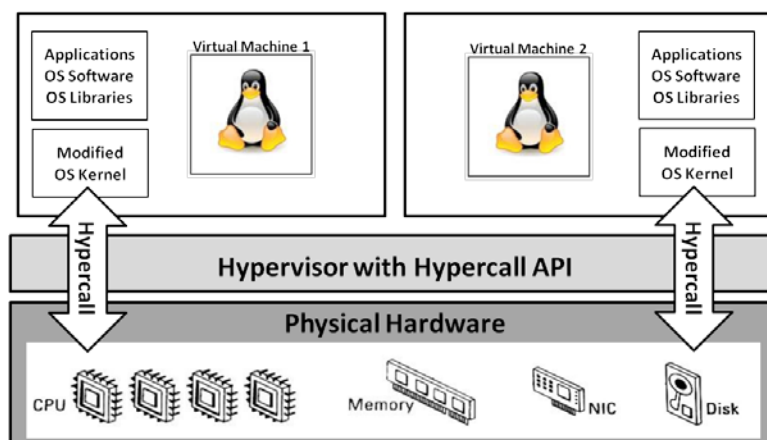 Applications
OS Software
OS Libraries
Modified
OS Kernel
Virtual Machine 1
Virtual Machine 2
Applications
OS Software
OS Libraries
Modified
OS Kernel
Hypercall
Hypercall
Hypervisor with Hypercall API
Physical Hardware
CPU
Memory
NIC
Disk